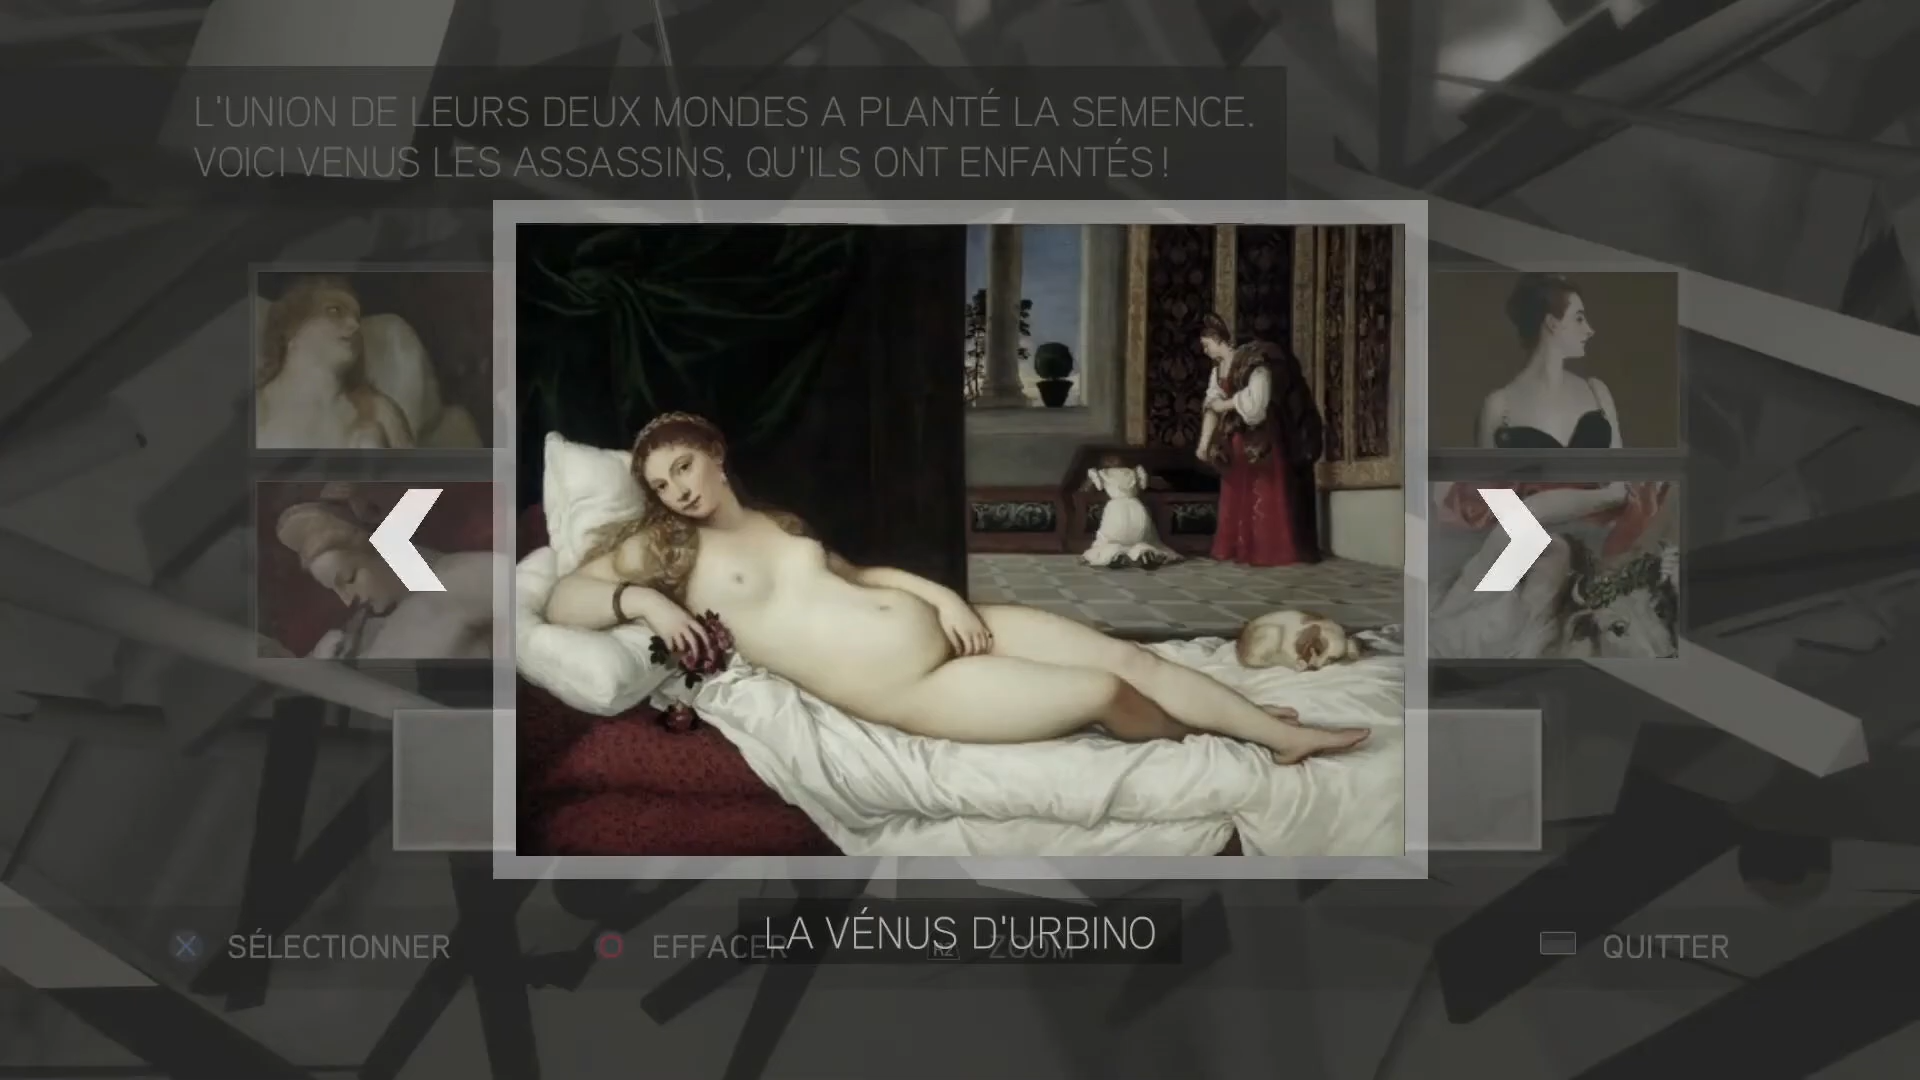 L'UNION DE LEURS DEUX MONDES A PLANTÉ LA SEMENCE.
VOICI VENUS LES ASSASSINS, QU'ILS ONT ENFANTÉS !
LA VÉNUS D'URBINO
SÉLECTIONNER
EFFACER
R2 ZOOM
QUITTER